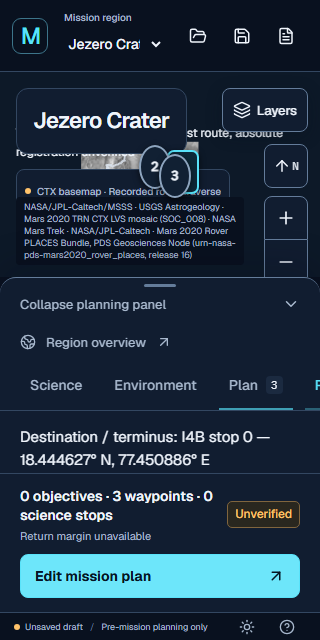 Mission region
M
Jezero Crat
Jezero Crater
Layers
st route, absolute
2
3
N
CTX basemap · Recorded
NASA/JPL-Caltech/MSSS · USGS Astrogeology ·
Mars 2020 TRN CTX LVS mosaic (SOC_008) · NASA
Mars Trek · NASA/JPL-Caltech · Mars 2020 Rover
PLACES Bundle, PDS Geosciences Node (urn-nasa-
pds-mars2020_rover_places, release 16)
Collapse planning panel
Region overview
Science
Environment
Plan 3
Destination / terminus: I4B stop 0 —
18.444627° N, 77.450886° E
0 objectives · 3 waypoints · 0
science stops
Unverified
Return margin unavailable
Edit mission plan
Unsaved draft / Pre-mission planning only